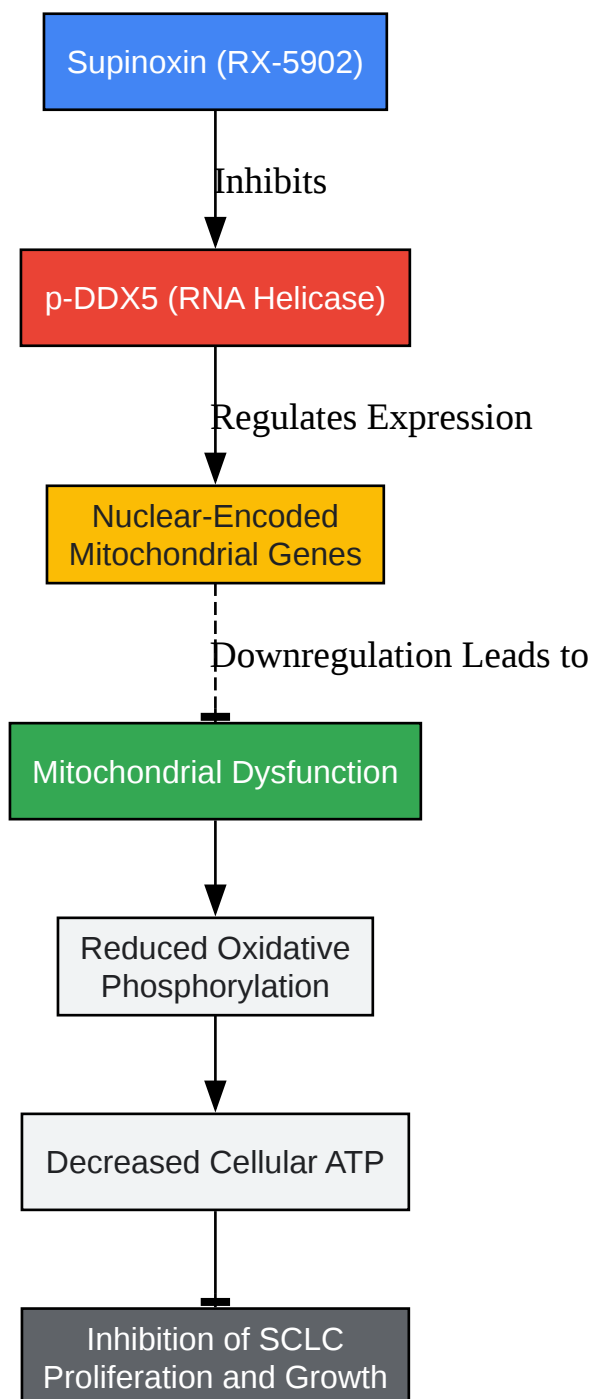 Supinoxin (RX-5902)
Inhibits
p-DDX5 (RNA Helicase)
Regulates Expression
Nuclear-Encoded
Mitochondrial Genes
Downregulation Leads to
Mitochondrial Dysfunction
Reduced Oxidative
Phosphorylation
Decreased Cellular ATP
Inhibition of SCLC
Proliferation and Growth